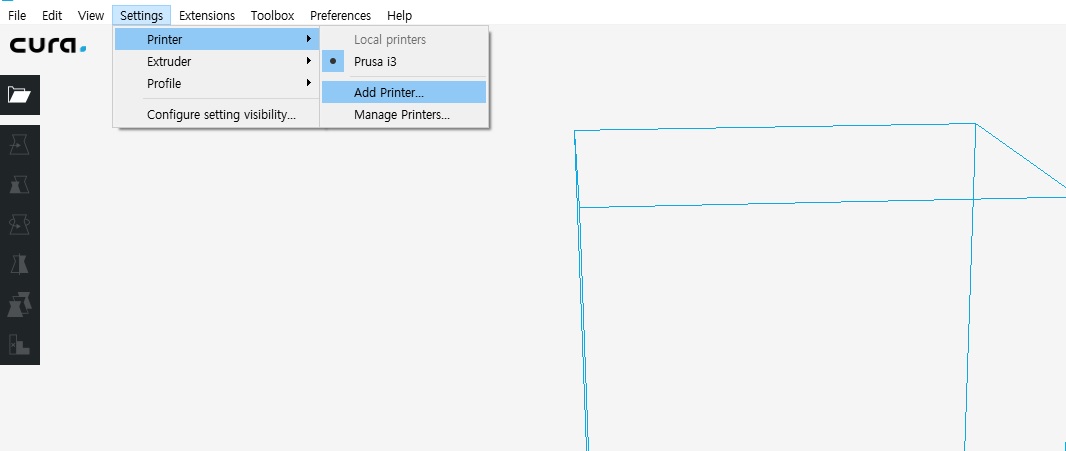 File Edit View Settings Extensions Toolbox Preferences Help
cura.
Printer
Extruder
Profile
Configure setting visibility...
Local printers
Prusa i3
Add Printer...
Manage Printers...